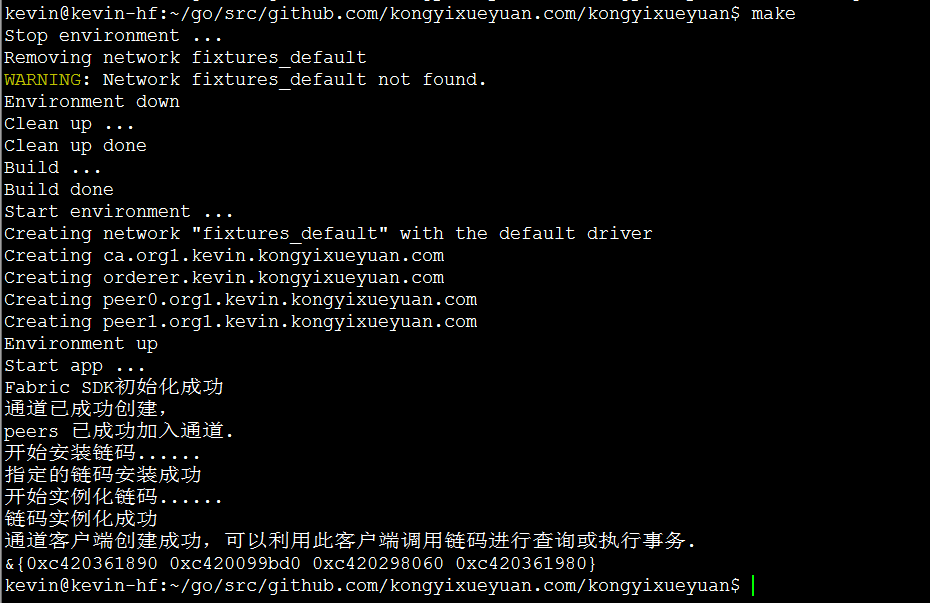 kevin@kevin-hf:~/go/src/github.com/kongyixueyuan.com/kongyixueyuan$ make
Stop environment ...
Removing network fixtures_default
WARNING: Network fixtures_default not found.
Environment down
Clean up ...
Clean up done
Build ...
Build done
Start environment ...
Creating network "fixtures_default" with the default driver
Creating ca.org1.kevin.kongyixueyuan.com
Creating orderer.kevin.kongyixueyuan.com
Creating peer0.org1.kevin.kongyixueyuan.com
Creating peer1.org1.kevin.kongyixueyuan.com
Environment up
Start app ...
Fabric SDK初始化成功
通道已成功创建，
peers 已成功加入通道.
开始安装链码......
指定的链码安装成功
开始实例化链码......
链码实例化成功
通道客户端创建成功，可以利用此客户端调用链码进行查询或执行事务.
&{0xc420361890 0xc420099bd0 0xc420298060 0xc420361980}
kevin@kevin-hf:~/go/src/github.com/kongyixueyuan.com/kongyixueyuan$